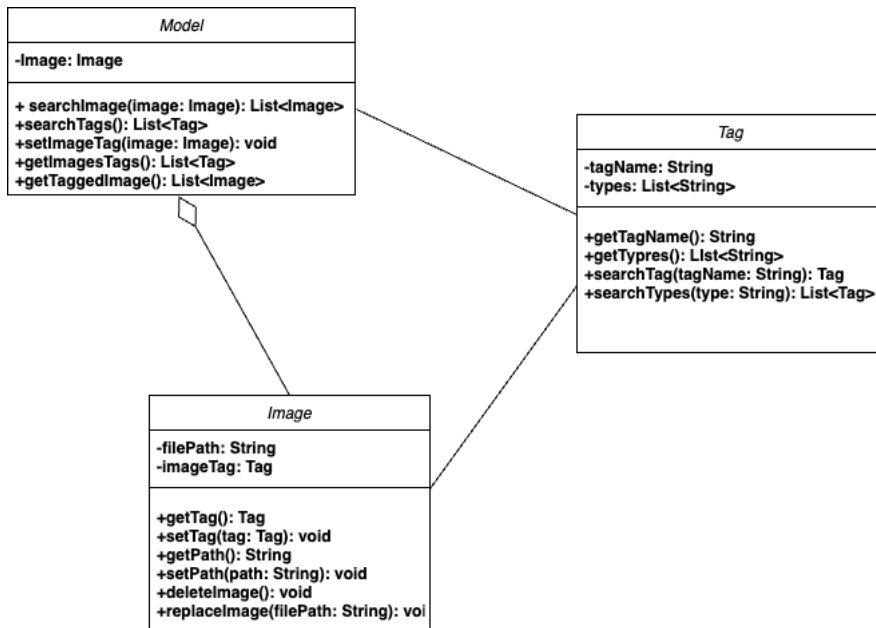 Model
-Image: Image
+ searchImage(image: Image): List<Image>
+searchTags(): List<Tag>
+setImageTag(image: Image): void
+getImagesTags(): List<Tag>
+getTaggedImage(): List<Image>
Tag
-tagName: String
-types: List<String>
+getTagName(): String
+getTypres(): LIst<String>
+searchTag(tagName: String): Tag
+searchTypes(type: String): List<Tag>
Image
-filePath: String
-imageTag: Tag
+getTag(): Tag
+setTag(tag: Tag): void
+getPath(): String
+setPath(path: String): void
+deleteImage(): void
+replaceImage(filePath: String): voi